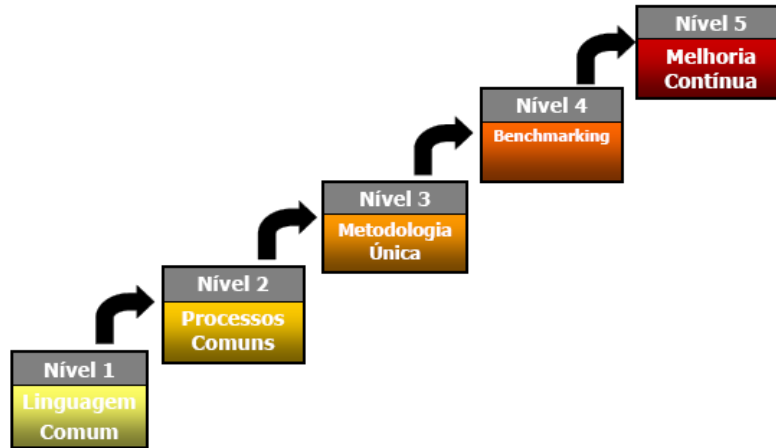 Nível 1
Linguagem
Comum
Nível 2
Processos
Comuns
Nível 3
Metodologia
Única
Nível 4
Benchmarking
Nível 5
Melhoria
Contínua